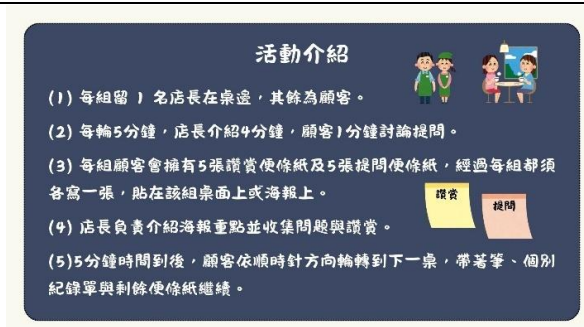 活動介紹
(1) 每組留 1 名店長在桌邊，其餘為顧客。
(2) 每輪5分鐘，店長介紹4分鐘，顧客1分鐘討論提問。
(3) 每組顧客會擁有5張讚賞便條紙及5張提問便條紙，經過每組都須
各寫一張，貼在該組桌面上或海報上。
讚賞
提問
(4) 店長負責介紹海報重點並收集問題與讚賞。
(5)5分鐘時間到後，顧客依順時針方向輪轉到下一桌，帶著筆、個別
紀錄單與剩餘便條紙繼續。